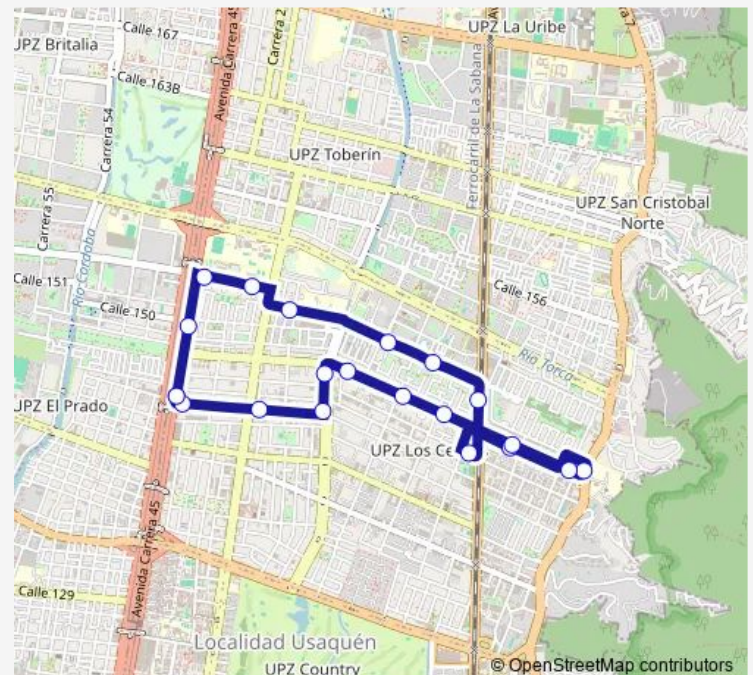 UPZ La Uribe
Calle 167
UPZ Britalia
Avenida Carrera 45
Carrera 7
Calle 163B
Carrera 54
Ferrocarril de La Sabana
UPZ Toberín
Carrera 55
UPZ San Cristobal
Norte
Río Cordoba
Calle 151
Calle 156
Calle 150
Río Torca
UPZ El Prado
UPZ Los Ce
Avenida Carrera 45
Calle 129
Localidad Usaquén
UPZ Country
© OpenStreetMap contributors